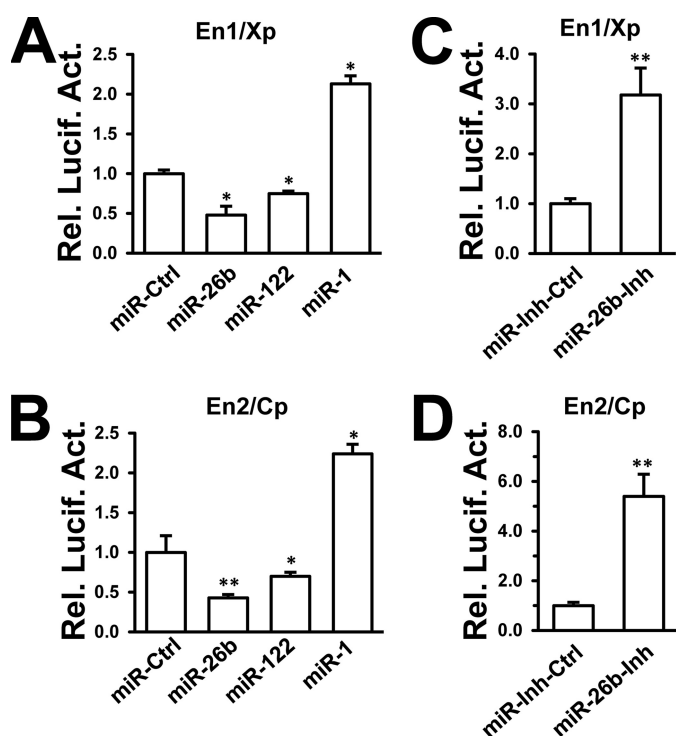 A
En1/Xp
Rel. Lucif. Act.
2.5
2.0
1.5
1.0
0.5
0.0
*
*
*
miR-Ctrl
miR-26b
miR-122
miR-1
C
En1/Xp
Rel. Lucif. Act.
4.0
3.0
2.0
1.0
0.0
**
miR-Inh-Ctrl
miR-26b-Inh
B
En2/Cp
Rel. Lucif. Act.
2.5
2.0
1.5
1.0
0.5
0.0
**
*
*
miR-Ctrl
miR-26b
miR-122
miR-1
D
En2/Cp
Rel. Lucif. Act.
8.0
6.0
4.0
2.0
0.0
**
miR-Inh-Ctrl
miR-26b-Inh